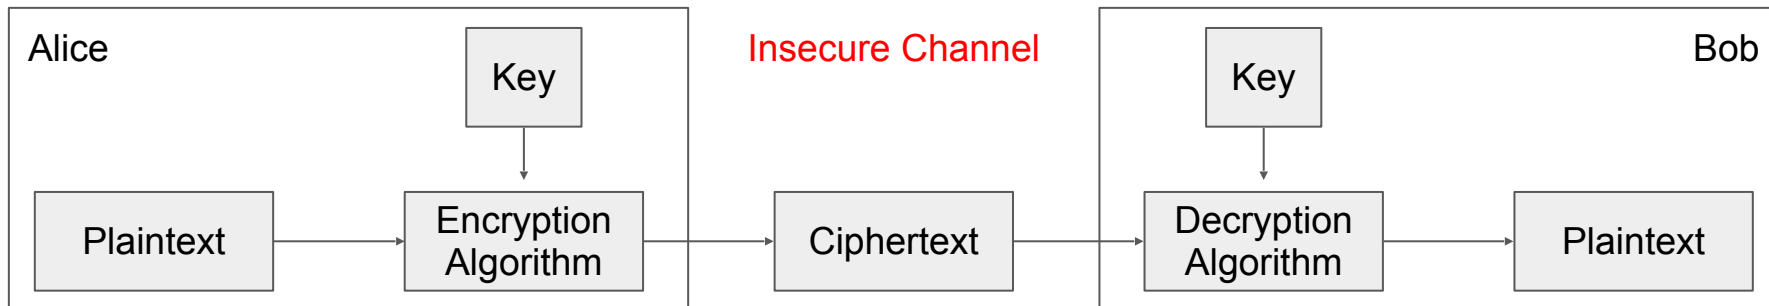 Alice
Insecure Channel
Bob
Key
Key
Plaintext
Encryption
Algorithm
Ciphertext
Decryption
Algorithm
Plaintext